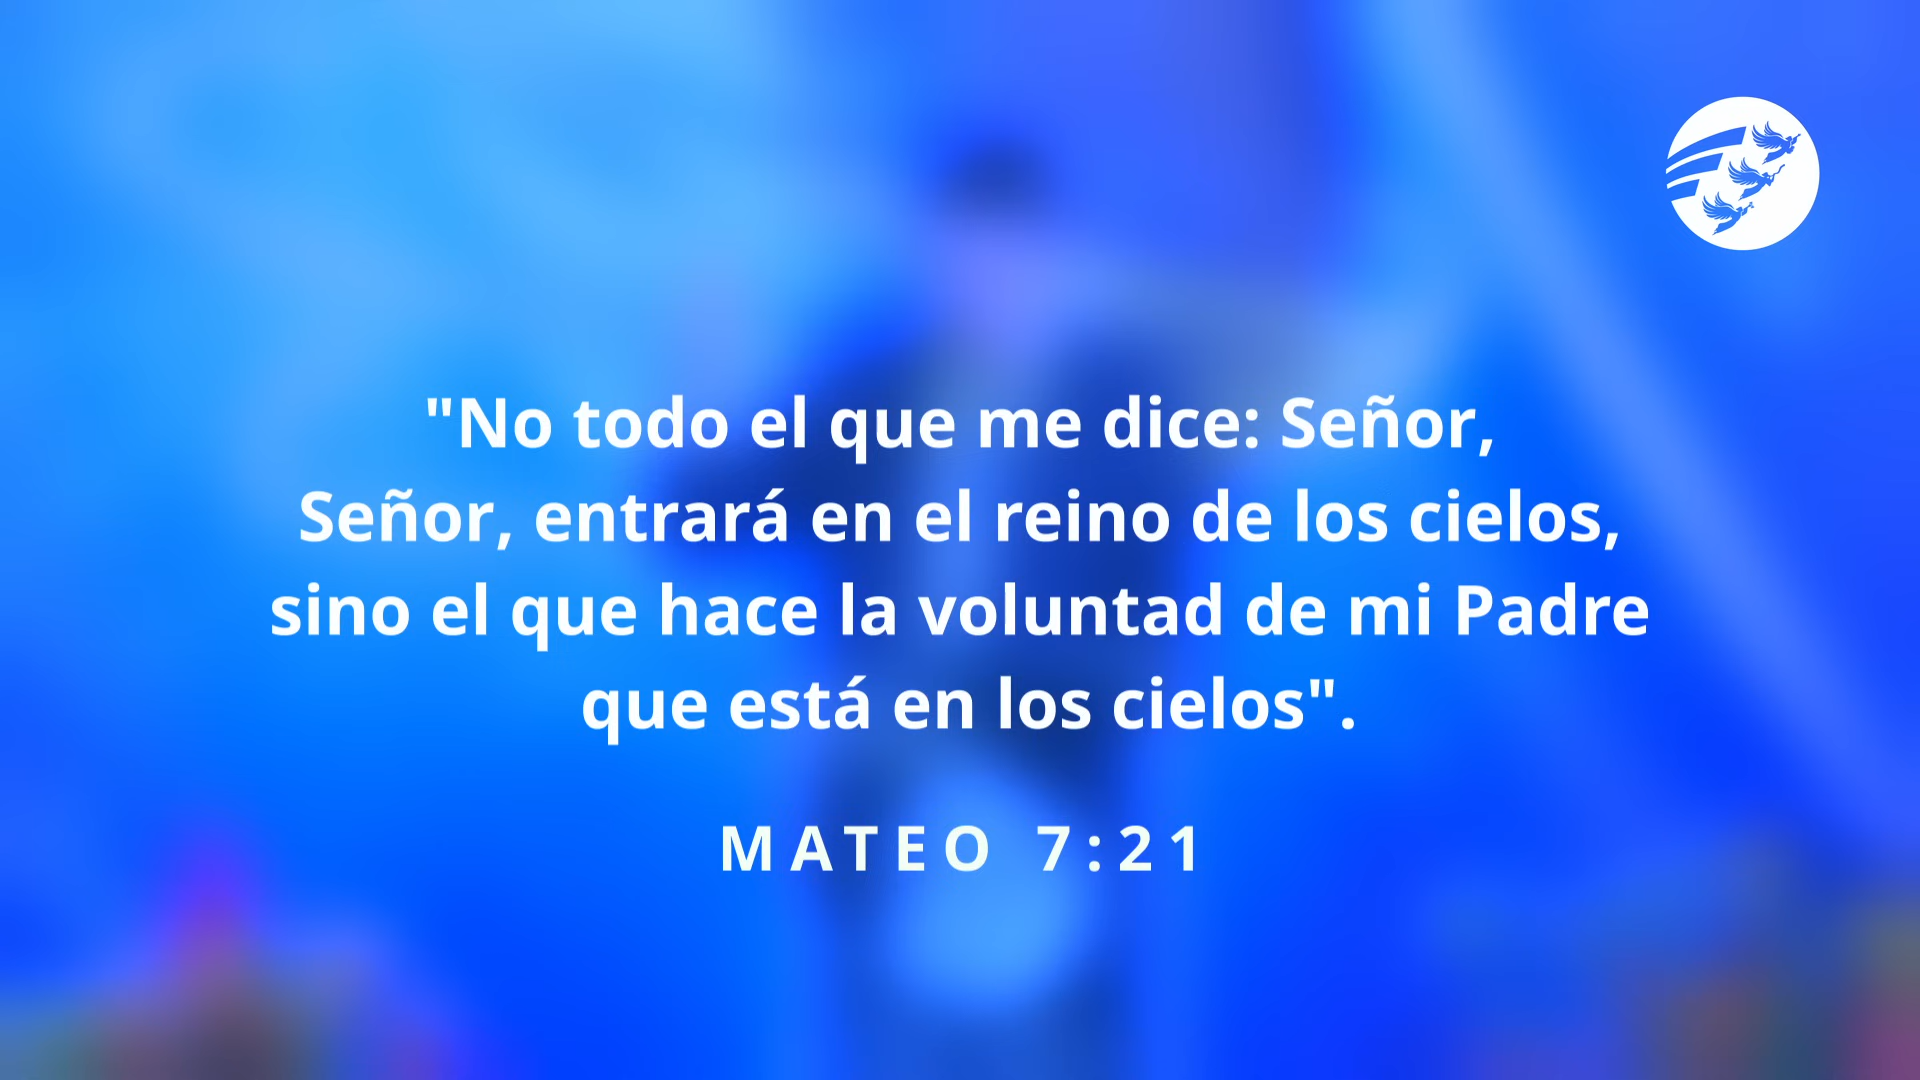 "No todo el que me dice: Señor,
Señor, entrará en el reino de los cielos,
sino el que hace la voluntad de mi Padre
que está en los cielos".
MATEO 7:21